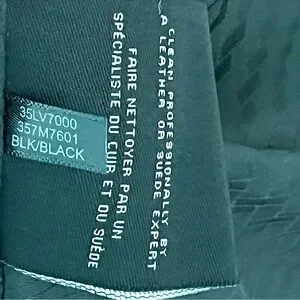 35LV7000
357M7601
BLK/BLACK
A CLEAN PROFESSIONALLY BY
A LEATHER OR SUEDE EXPERT
FAIRE NETTOYER PAR UN
SPÉCIALISTE DU CUIR ET DU SUÈDE